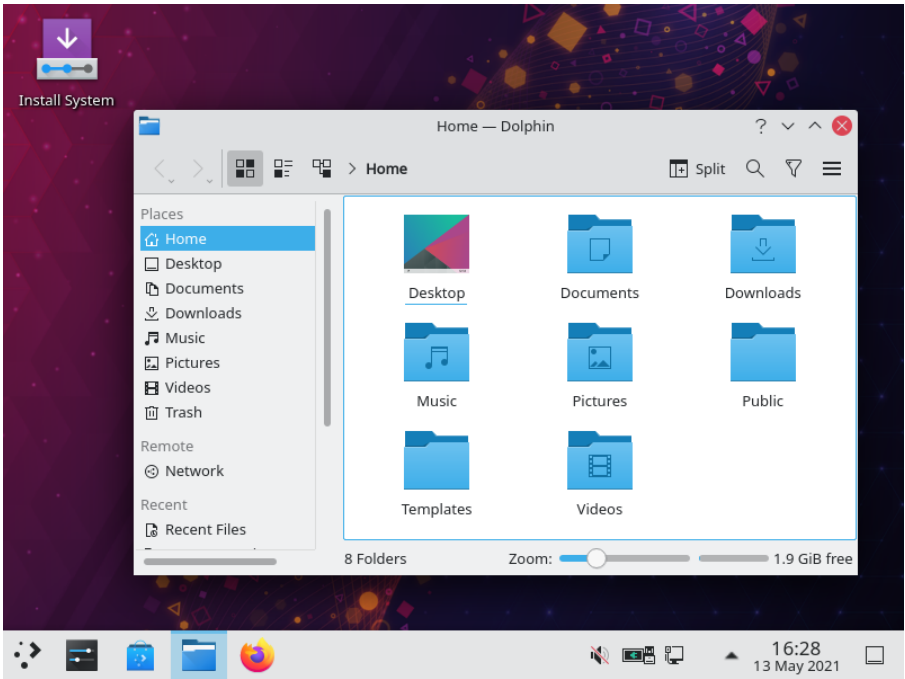 Install System
Home — Dolphin
Home
Split
Places
Home
Desktop
Documents
Downloads
Music
Pictures
Videos
Trash
Remote
Network
Recent
Recent Files
Desktop
Documents
Downloads
Music
Pictures
Public
Templates
Videos
8 Folders
Zoom:
1.9 GiB free
16:28
13 May 2021